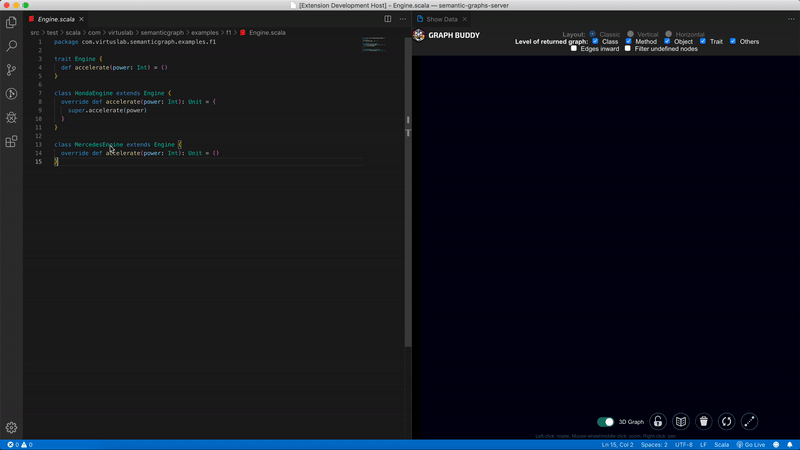 [Extension Development Host] - Engine.scala — semantic-graphs-server
Engine.scala
Show Data
src > test > scala > com > virtuslab > semanticgraph > examples > f1 > Engine.scala
GRAPH BUDDY
Layout: Classic Vertical Horizontal
Level of returned graph: Class Method Object Trait Others
Edges inward Filter undefined nodes
1 package com.virtuslab.semanticgraph.examples.f1
2
3 trait Engine {
4 def accelerate(power: Int) = ()
5 }
6
7 class HondaEngine extends Engine {
8 override def accelerate(power: Int): Unit = {
9 super.accelerate(power)
10 }
11 }
12
13 class MercedesEngine extends Engine {
14 override def accelerate(power: Int): Unit = ()
15 }
3D Graph
0 0
Ln 15, Col 2 Spaces: 2 UTF-8 LF Scala Go Live